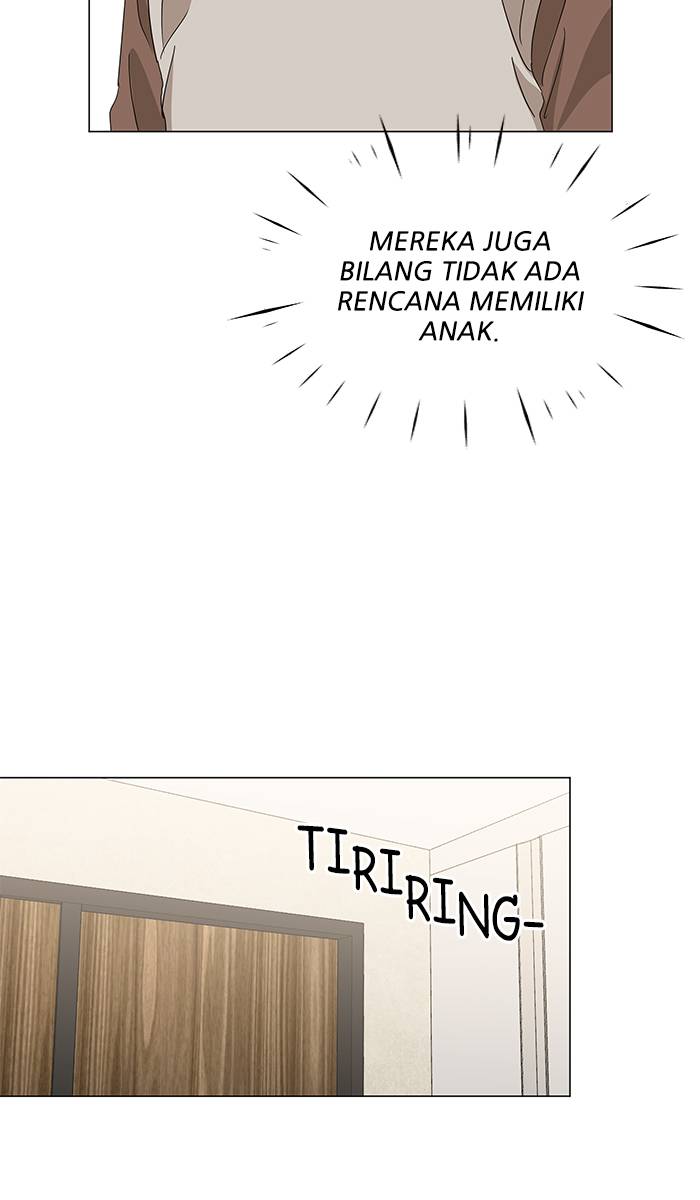 MEREKA JUGA
BILANG TIDAK ADA
RENCANA MEMILIKI
ANAK.
TIRIRING-